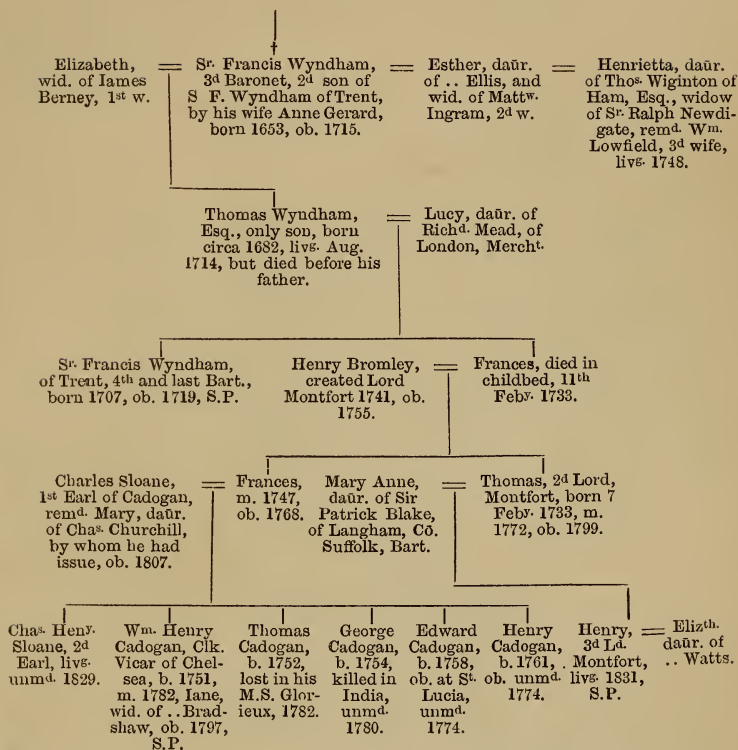 Elizabeth,
wid. of Iames
Berney, 1st w.
=
Sr. Francis Wyndham,
3d Baronet, 2d son of
S F. Wyndham of Trent,
by his wife Anne Gerard,
born 1653, ob. 1715.
=
Esther, daūr.
of .. Ellis, and
wid. of Mattw.
Ingram, 2d w.
=
Henrietta, daūr.
of Thos. Wiginton of
Ham, Esq., widow
of Sr. Ralph Newdi-
gate, remd. Wm.
Lowfield, 3d wife,
livg. 1748.
Thomas Wyndham,
Esq., only son, born
circa 1682, livg. Aug.
1714, but died before his
father.
=
Lucy, daūr. of
Richd. Mead, of
London, Mercht.
Sr. Francis Wyndham,
of Trent, 4th and last Bart.,
born 1707, ob. 1719, S.P.
Henry Bromley,
created Lord
Montfort 1741, ob.
1755.
=
Frances, died in
childbed, 11th
Feby. 1733.
Charles Sloane,
1st Earl of Cadogan,
remd. Mary, daūr.
of Chas. Churchill,
by whom he had
issue, ob. 1807.
=
Frances,
m. 1747,
ob. 1768.
Mary Anne,
daūr. of Sir
Patrick Blake,
of Langham, Cō.
Suffolk, Bart.
=
Thomas, 2d Lord,
Montfort, born 7
Feby. 1733, m.
1772, ob. 1799.
Chas. Heny.
Sloane, 2d
Earl, livg.
unmd. 1829.
Wm. Henry
Cadogan, Clk.
Vicar of Chel-
sea, b. 1751,
m. 1782, Iane,
wid. of ..Brad-
shaw, ob. 1797,
S.P.
Thomas
Cadogan,
b. 1752,
lost in his
M.S. Glor-
ieux, 1782.
George
Cadogan,
b. 1754,
killed in
India,
unmd.
1780.
Edward
Cadogan,
b. 1758,
ob. at St.
Lucia,
unmd.
1774.
Henry
Cadogan,
b. 1761,
ob. unmd.
1774.
Henry,
3d Ld.
Montfort,
livg. 1831,
S.P.
=
Elizth.
daūr. of
.. Watts.